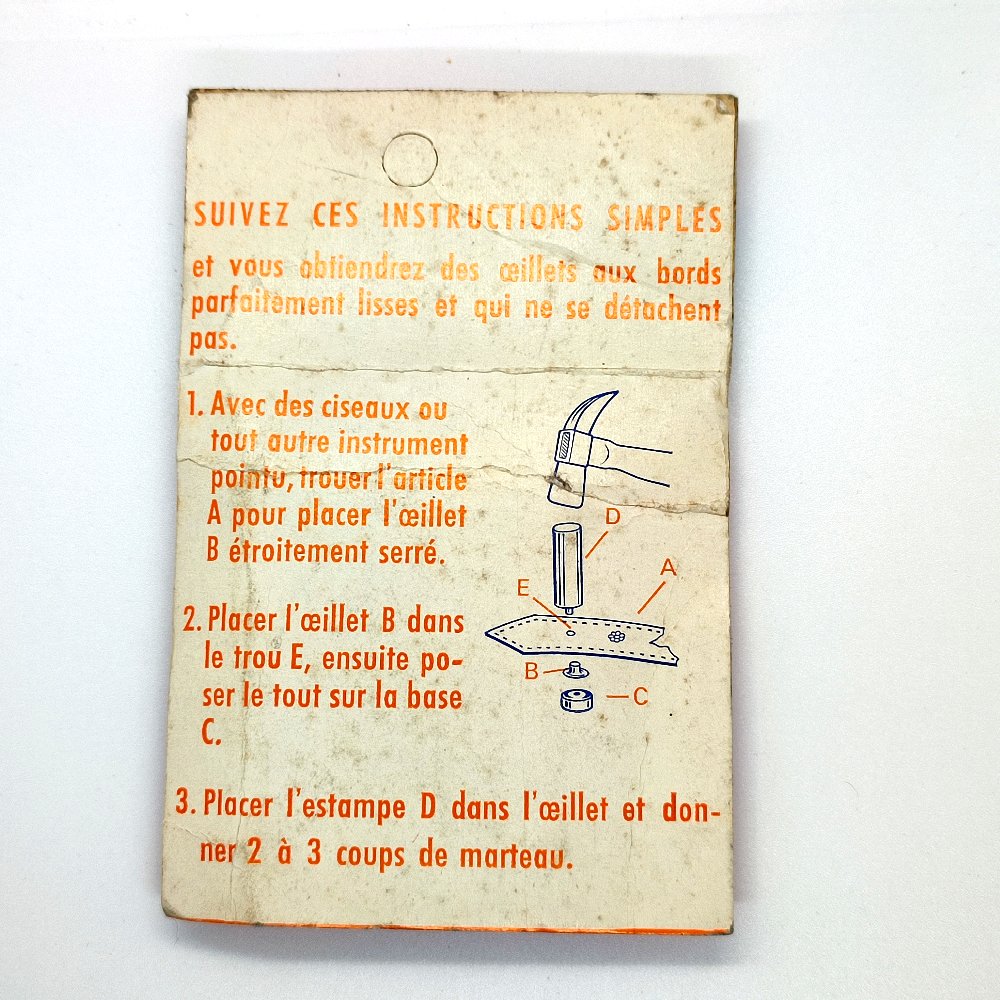 SUIVEZ CES INSTRUCTIONS SIMPLES
et vous obtiendrez des œillets aux bords
parfaitement lisses et qui ne se détachent
pas.
1. Avec des ciseaux ou
tout autre instrument
pointu, trouer l'article
A pour placer l'œillet
B étroitement serré.
2. Placer l'œillet B dans
le trou E, ensuite po-
ser le tout sur la base
C.
3. Placer l'estampe D dans l'œillet et don-
ner 2 à 3 coups de marteau.
D
A
E
B
C